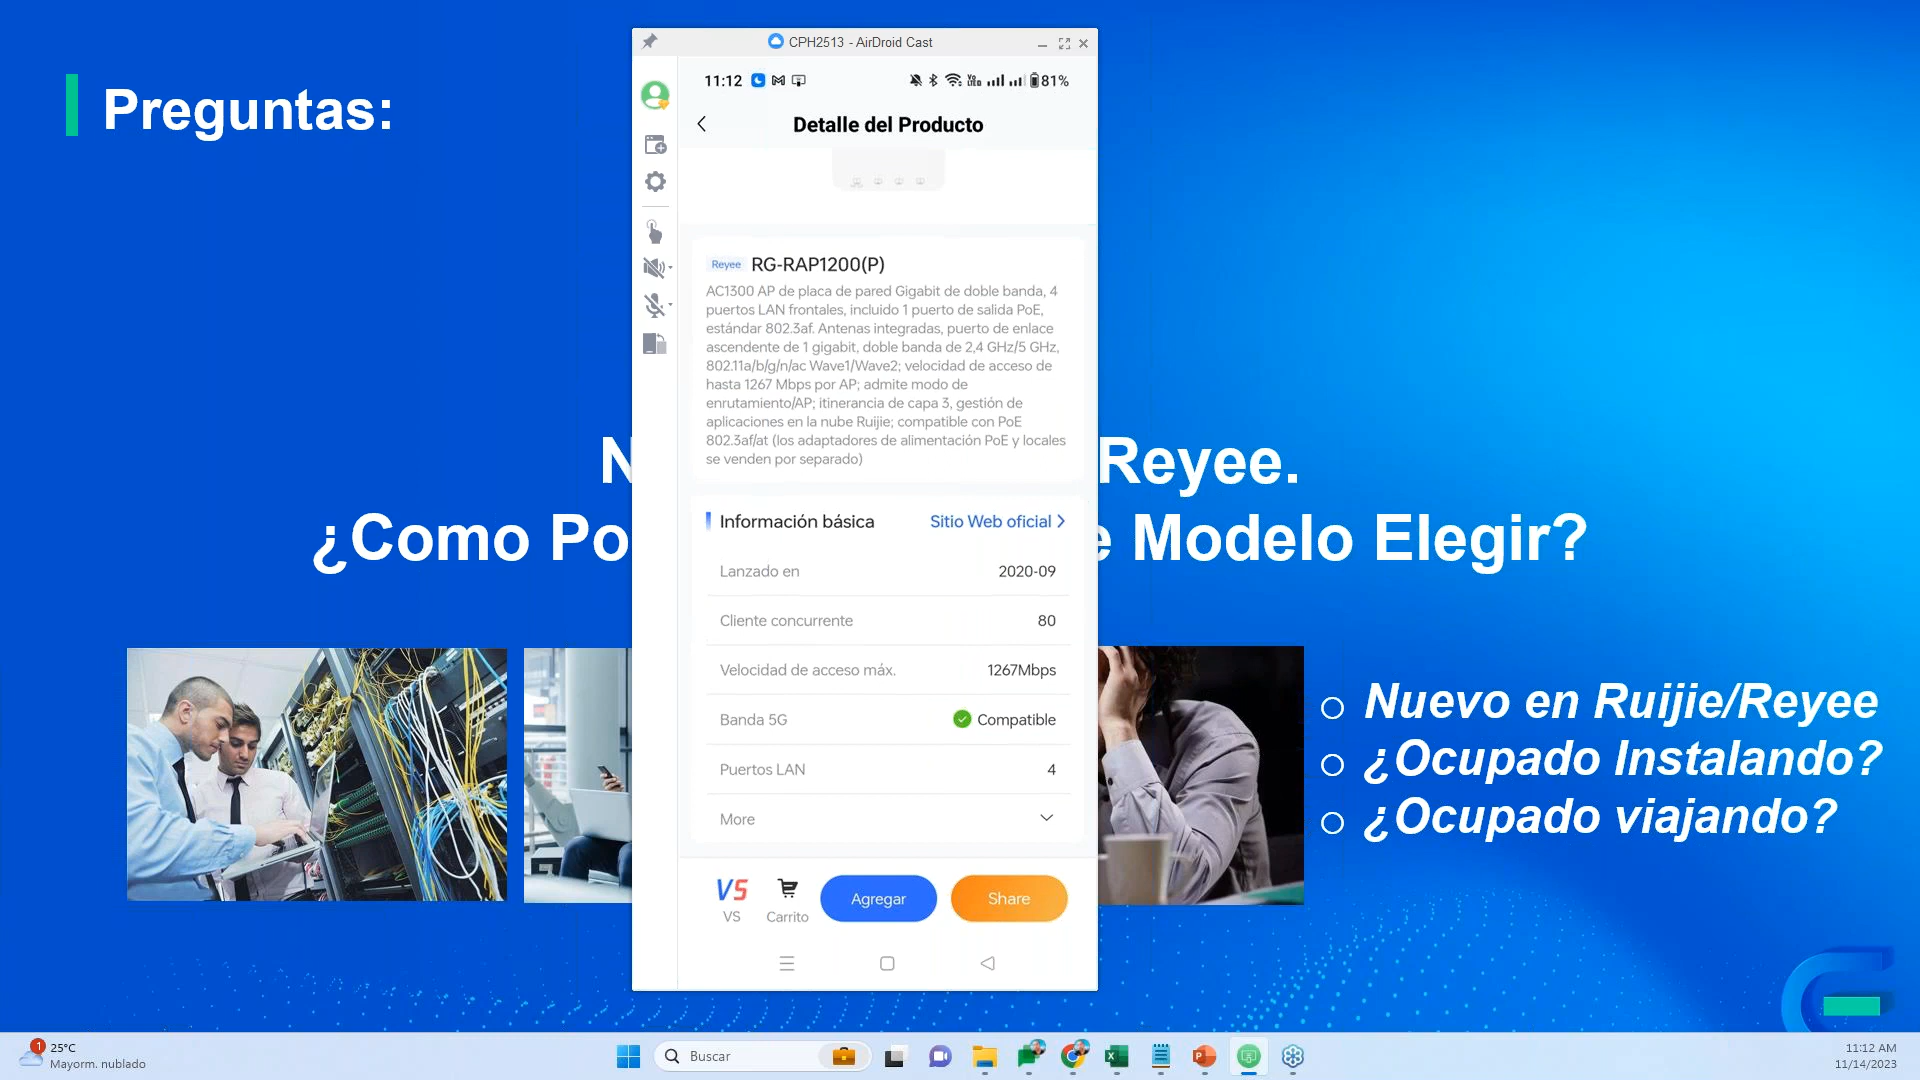 Preguntas:
CPH2513 - AirDroid Cast
11:12
81%
Detalle del Producto
Reyee RG-RAP1200(P)
AC1300 AP de placa de pared Gigabit de doble banda, 4
puertos LAN frontales, incluido 1 puerto de salida PoE,
estándar 802.3af. Antenas integradas, puerto de enlace
ascendente de 1 gigabit, doble banda de 2,4 GHz/5 GHz,
802.11a/b/g/n/ac Wave1/Wave2; velocidad de acceso de
hasta 1267 Mbps por AP; admite modo de
enrutamiento/AP; itinerancia de capa 3, gestión de
aplicaciones en la nube Ruijie; compatible con PoE
802.3af/at (los adaptadores de alimentación PoE y locales
se venden por separado)
Reyee.
¿Como Po
e Modelo Elegir?
Información básica
Sitio Web oficial >
Lanzado en 2020-09
Cliente concurrente 80
Velocidad de acceso máx. 1267Mbps
Banda 5G Compatible
Puertos LAN 4
More
VS
VS
Carrito
Agregar
Share
Nuevo en Ruijie/Reyee
¿Ocupado Instalando?
¿Ocupado viajando?
1
25°C
Mayorm. nublado
Buscar
11:12 AM
11/14/2023